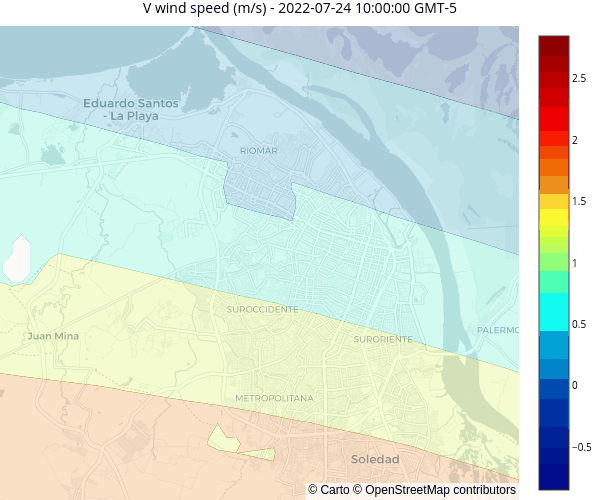 V wind speed (m/s) - 2022-07-24 10:00:00 GMT-5
Eduardo Santos
- La Playa
RIOMAR
2.5
2
1.5
1
0.5
0
−0.5
SUROCCIDENTE
PALERMO
Juan Mina
SURORIENTE
METROPOLITANA
Soledad
© Carto © OpenStreetMap contributors